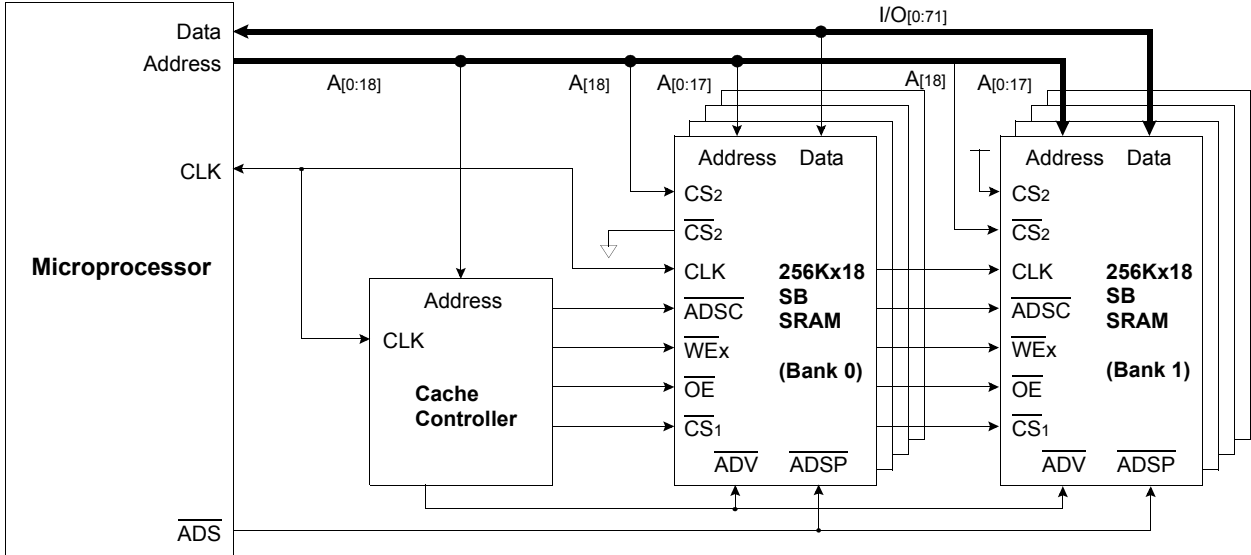 I/O[0:71]
Data
Address
A[0:18]
A[18]
A[0:17]
A[18]
A[0:17]
CLK
Microprocessor
ADS
Address
CLK
Cache
Controller
Address Data
CS2
CS2
CLK
ADSC
WEx
OE
CS1
ADV ADSP
256Kx18
SB
SRAM
(Bank 0)
Address Data
CS2
CS2
CLK
ADSC
WEx
OE
CS1
ADV ADSP
256Kx18
SB
SRAM
(Bank 1)